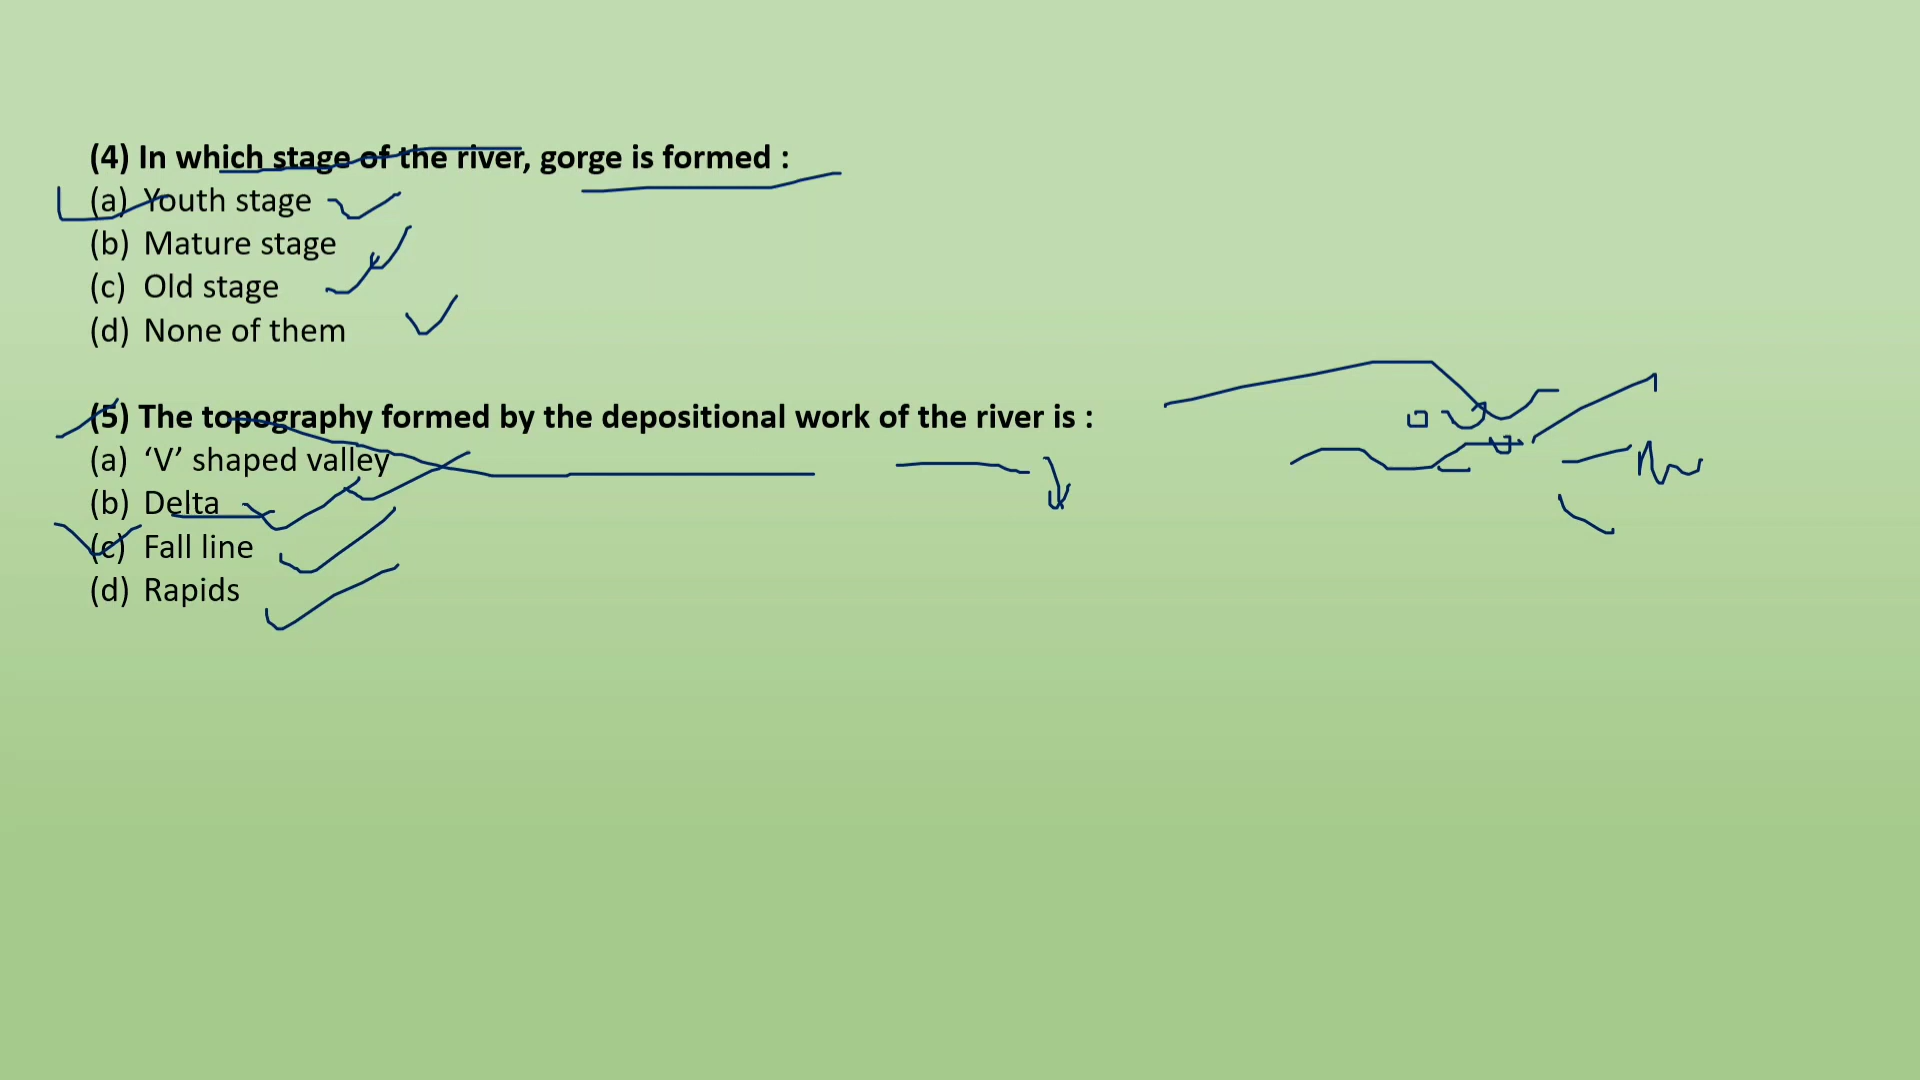 (4) In which stage of the river, gorge is formed :
(a) Youth stage
(b) Mature stage
(c) Old stage
(d) None of them
(5) The topography formed by the depositional work of the river is :
(a) ‘V’ shaped valley
(b) Delta
(c) Fall line
(d) Rapids